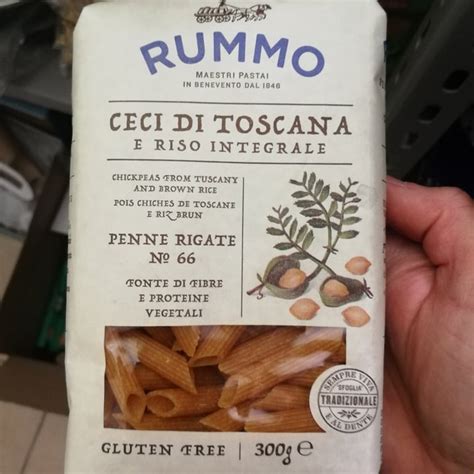 RUMMO
MAESTRI PASTAI
IN BENEVENTO DAL 1846
CECI DI TOSCANA
E RISO INTEGRALE
CHICKPEAS FROM TUSCANY
AND BROWN RICE
POIS CHICHES DE TOSCANE
E RIZ BRUN
PENNE RIGATE
Nº 66
FONTE DI FIBRE
E PROTEINE
VEGETALI
SEMPRE VIVA
SFOGLIA
TRADIZIONALE
E AL DENTE
GLUTEN FREE 300g ℮